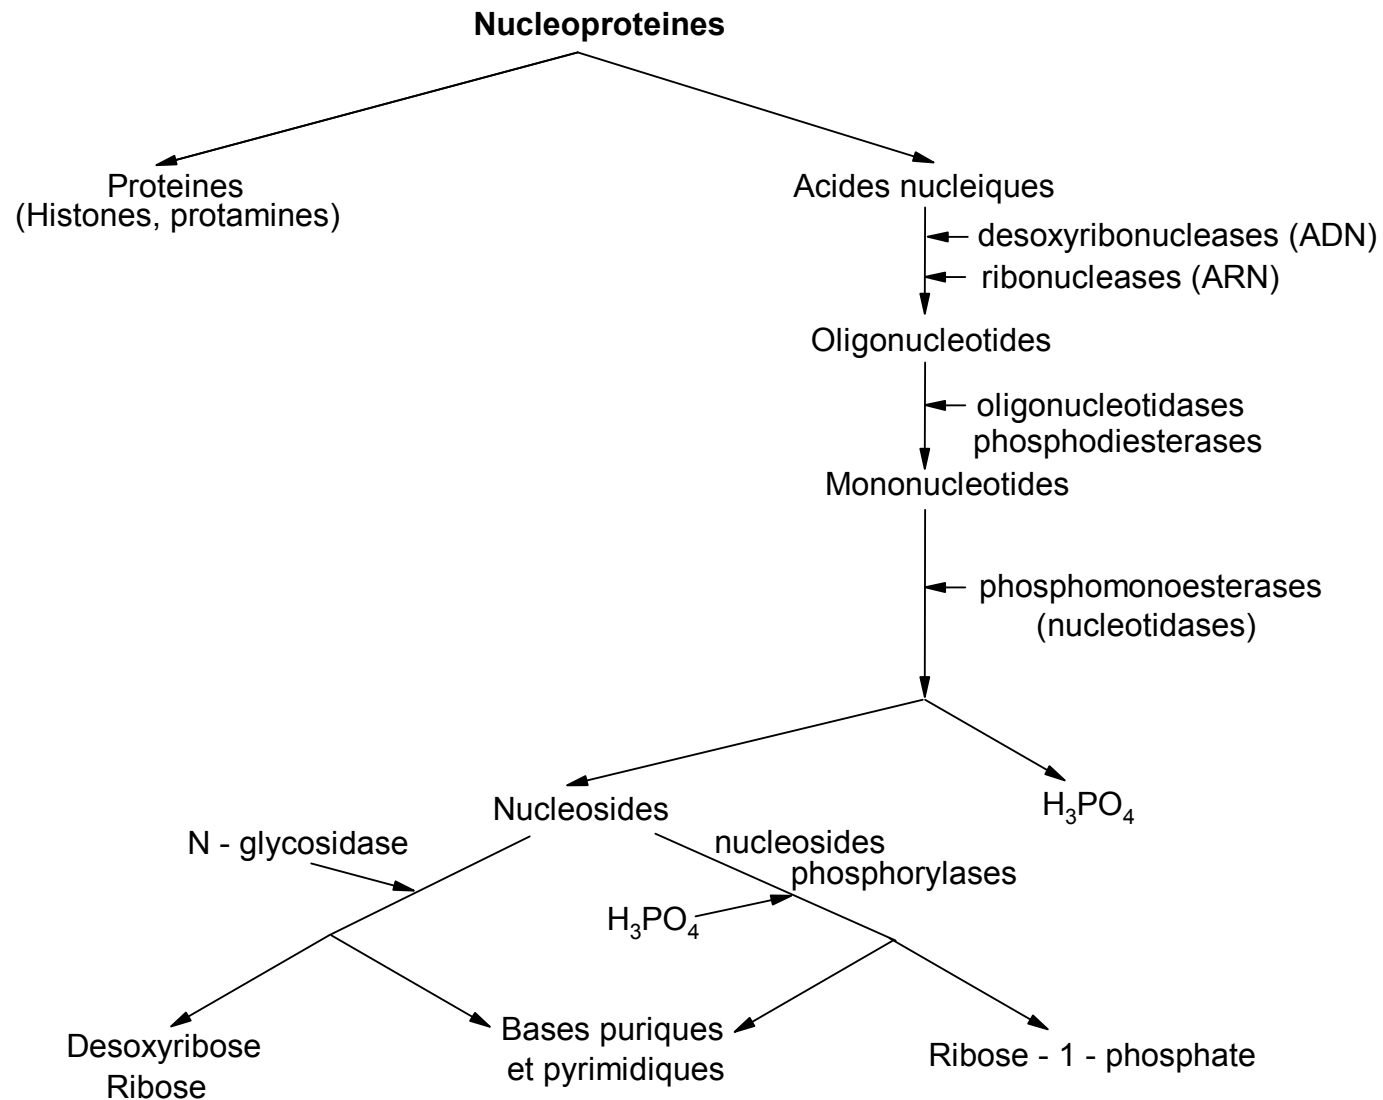 Nucleoproteines
Proteines
(Histones, protamines)
Acides nucleiques
desoxyribonucleases (ADN)
ribonucleases (ARN)
Oligonucleotides
oligonucleotidases
phosphodiesterases
Mononucleotides
phosphomonoesterases
(nucleotidases)
Nucleosides
H₃PO₄
N - glycosidase
nucleosides
phosphorylases
H₃PO₄
Desoxyribose
Ribose
Bases puriques
et pyrimidiques
Ribose - 1 - phosphate